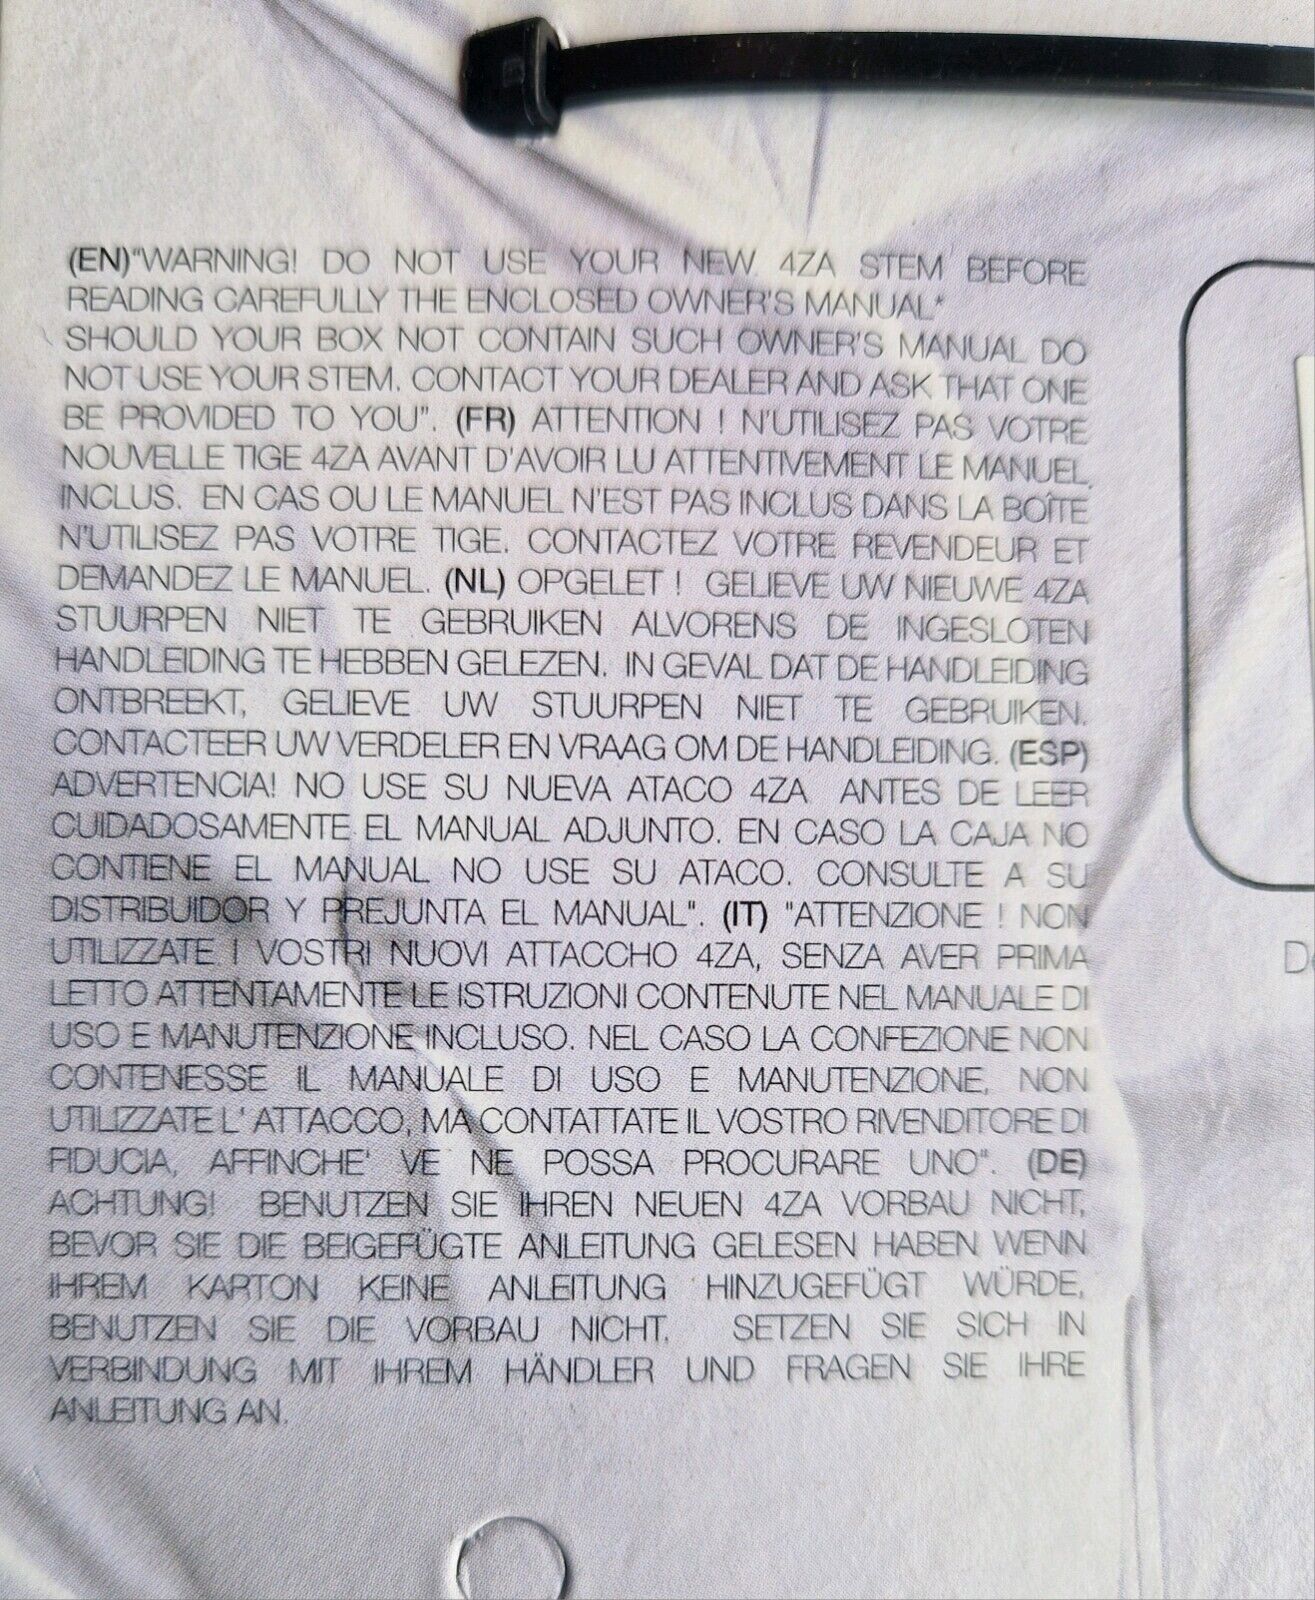 (EN)"WARNING! DO NOT USE YOUR NEW 4ZA STEM BEFORE
READING CAREFULLY THE ENCLOSED OWNER'S MANUAL"
SHOULD YOUR BOX NOT CONTAIN SUCH OWNER'S MANUAL DO
NOT USE YOUR STEM. CONTACT YOUR DEALER AND ASK THAT ONE
BE PROVIDED TO YOU". (FR) ATTENTION ! N'UTILISEZ PAS VOTRE
NOUVELLE TIGE 4ZA AVANT D'AVOIR LU ATTENTIVEMENT LE MANUEL
INCLUS. EN CAS OU LE MANUEL N'EST PAS INCLUS DANS LA BOÎTE
N'UTILISEZ PAS VOTRE TIGE. CONTACTEZ VOTRE REVENDEUR ET
DEMANDEZ LE MANUEL. (NL) OPGELET ! GELIEVE UW NIEUWE 4ZA
STUURPEN NIET TE GEBRUIKEN ALVORENS DE INGESLOTEN
HANDLEIDING TE HEBBEN GELEZEN. IN GEVAL DAT DE HANDLEIDING
ONTBREEKT, GELIEVE UW STUURPEN NIET TE GEBRUIKEN.
CONTACTEER UW VERDELER EN VRAAG OM DE HANDLEIDING. (ESP)
ADVERTENCIA! NO USE SU NUEVA ATACO 4ZA ANTES DE LEER
CUIDADOSAMENTE EL MANUAL ADJUNTO. EN CASO LA CAJA NO
CONTIENE EL MANUAL NO USE SU ATACO. CONSULTE A SU
DISTRIBUIDOR Y PREJUNTA EL MANUAL". (IT) "ATTENZIONE ! NON
UTILIZZATE I VOSTRI NUOVI ATTACCHO 4ZA, SENZA AVER PRIMA
LETTO ATTENTAMENTE LE ISTRUZIONI CONTENUTE NEL MANUALE DI
USO E MANUTENZIONE INCLUSO. NEL CASO LA CONFEZIONE NON
CONTENESSE IL MANUALE DI USO E MANUTENZIONE, NON
UTILIZZATE L' ATTACCO, MA CONTATTATE IL VOSTRO RIVENDITORE DI
FIDUCIA, AFFINCHE' VE NE POSSA PROCURARE UNO". (DE)
ACHTUNG! BENUTZEN SIE IHREN NEUEN 4ZA VORBAU NICHT,
BEVOR SIE DIE BEIGEFÜGTE ANLEITUNG GELESEN HABEN WENN
IHREM KARTON KEINE ANLEITUNG HINZUGEFÜGT WÜRDE,
BENUTZEN SIE DIE VORBAU NICHT. SETZEN SIE SICH IN
VERBINDUNG MIT IHREM HÄNDLER UND FRAGEN SIE IHRE
ANLEITUNG AN.